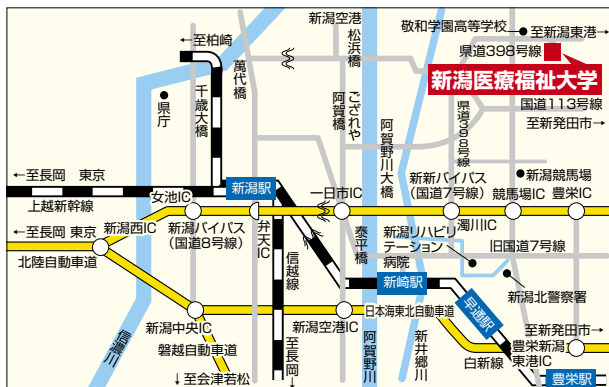 新潟空港
敬和学園高等学校
←至柏崎
松浜橋
至新潟東港→
県道398号線
新潟医療福祉大学
萬代橋
千歳大橋
県庁
ござれや阿賀橋
阿賀野川大橋
県道398号線
国道113号線
至新発田市→
←至長岡 東京
新潟競馬場
新潟駅
一日市IC
新新バイパス
(国道7号線)
競馬場IC
豊栄IC
上越新幹線
女池IC
新潟西IC
新潟バイパス
(国道8号線)
弁天IC
濁川IC
←至長岡 東京
北陸自動車道
信越線
泰平橋
新潟リハビリ
テーション
病院
旧国道7号線
新崎駅
新潟北警察署
早通駅
日本海東北自動車道
新潟中央IC
新潟空港IC
至新発田市→
信濃川
磐越自動車道
至長岡→
阿賀野川
新井郷川
白新線
豊栄新潟
東港IC
↓至会津若松
豊栄駅